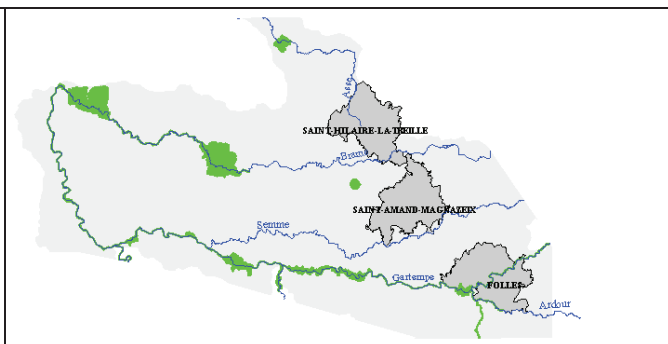 Asse
SAINT-HILAIRE-LA-TREILLE
Brame
SAINT-AMAND-MAGNAZEIX
Semme
Gartempe
FOLLES
Ardour